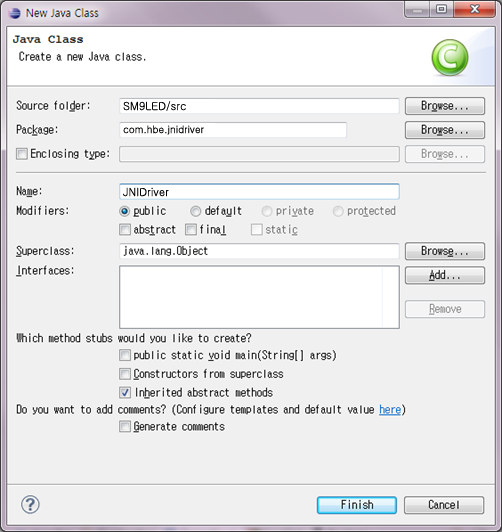 New Java Class
Java Class
Create a new Java class.
Source folder: SM9LED/src Browse...
Package: com.hbe.jnidriver Browse...
Enclosing type: Browse...
Name: JNIDriver
Modifiers: public default private protected
abstract final static
Superclass: java.lang.Object Browse...
Interfaces: Add...
Remove
Which method stubs would you like to create?
public static void main(String[] args)
Constructors from superclass
Inherited abstract methods
Do you want to add comments? (Configure templates and default value here)
Generate comments
Finish Cancel